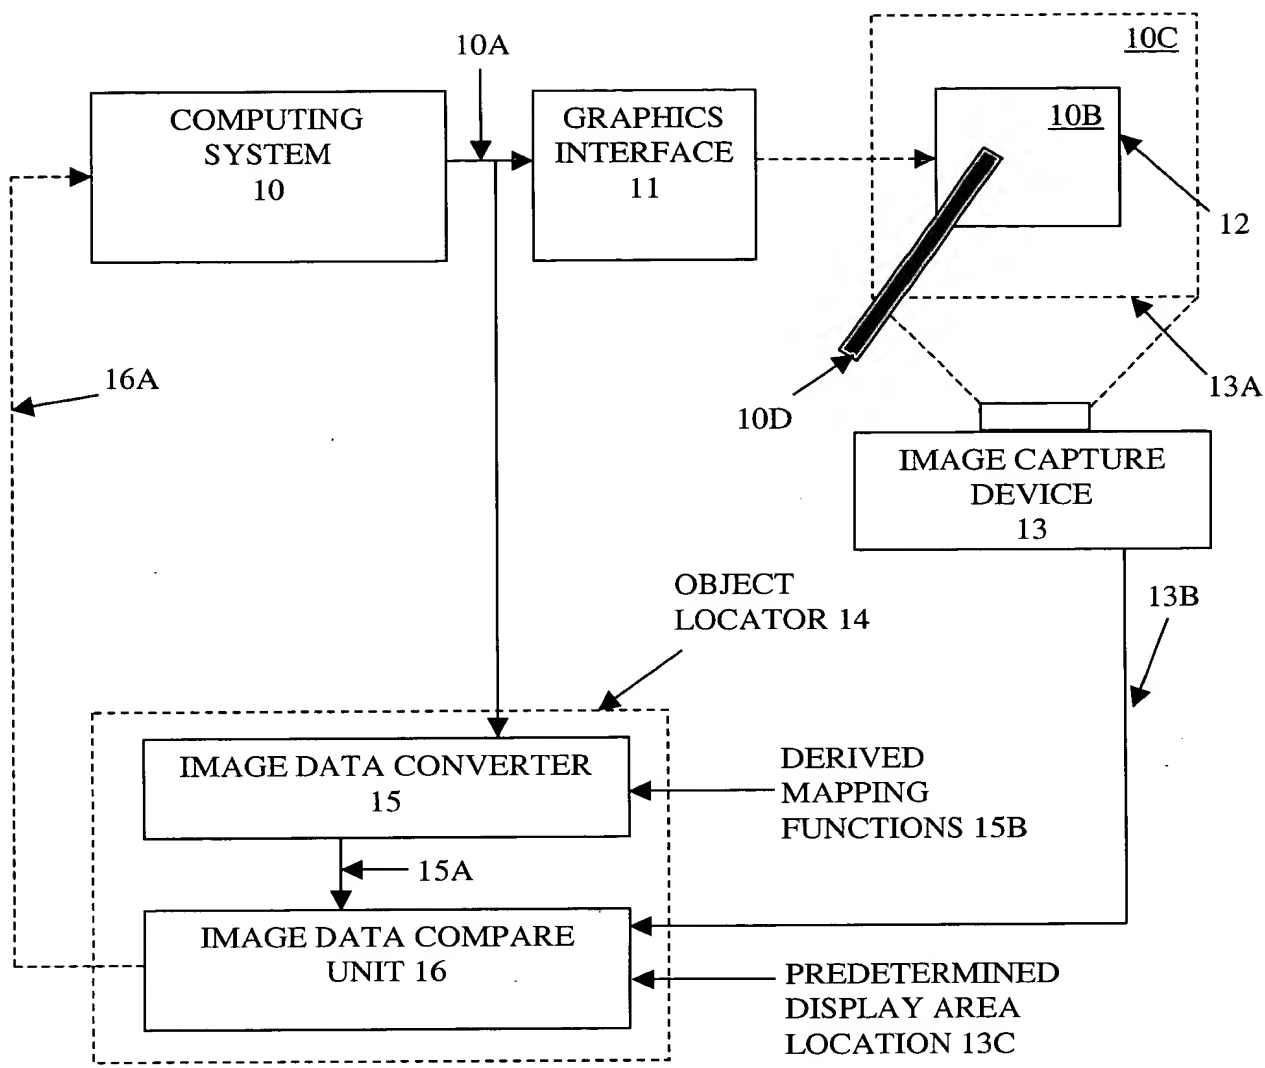 10A
10C
COMPUTING
SYSTEM
10
GRAPHICS
INTERFACE
11
10B
12
16A
10D
13A
IMAGE CAPTURE
DEVICE
13
OBJECT
LOCATOR 14
13B
IMAGE DATA CONVERTER
15
DERIVED
MAPPING
FUNCTIONS 15B
15A
IMAGE DATA COMPARE
UNIT 16
PREDETERMINED
DISPLAY AREA
LOCATION 13C